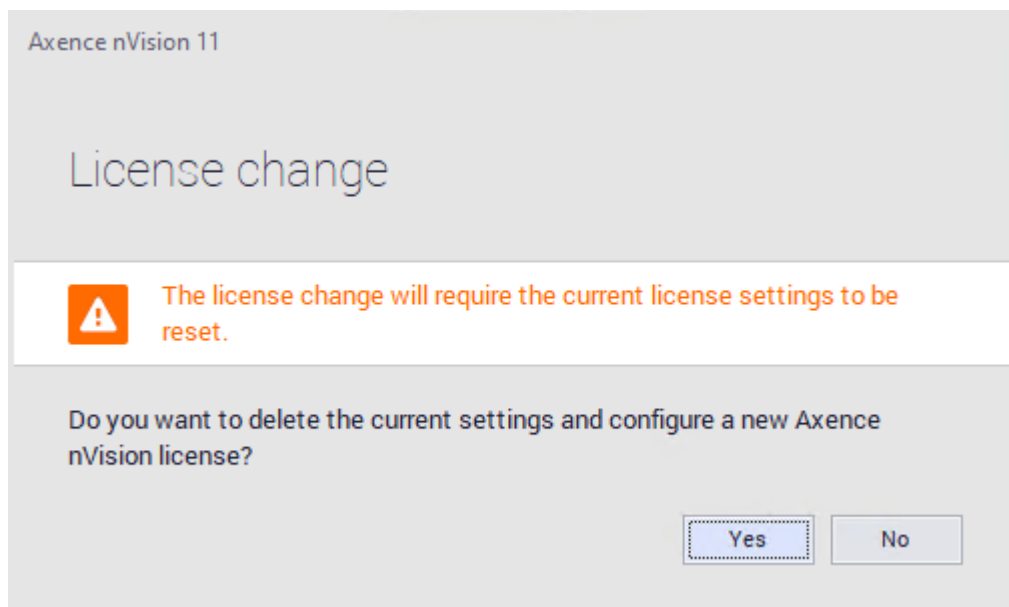 Axence nVision 11
License change
The license change will require the current license settings to be
reset.
Do you want to delete the current settings and configure a new Axence
nVision license?
Yes
No